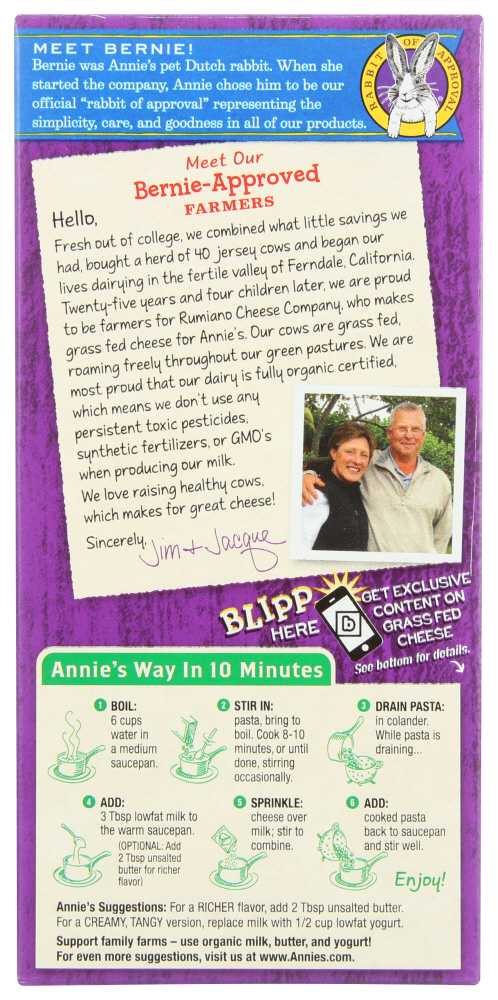 MEET BERNIE!
Bernie was Annie's pet Dutch rabbit. When she
started the company, Annie chose him to be our
official "rabbit of approval" representing the
simplicity, care, and goodness in all of our products.
RABBIT OF APPROVAL
Meet Our
Bernie-Approved
FARMERS
Hello,
Fresh out of college, we combined what little savings we
had, bought a herd of 40 jersey cows and began our
lives dairying in the fertile valley of Ferndale, California.
Twenty-five years and four children later, we are proud
to be farmers for Rumiano Cheese Company, who makes
grass fed cheese for Annie's. Our cows are grass fed,
roaming freely throughout our green pastures. We are
most proud that our dairy is fully organic certified,
which means we don't use any
persistent toxic pesticides,
synthetic fertilizers, or GMO's
when producing our milk.
We love raising healthy cows,
which makes for great cheese!
Sincerely,
Jim + Jacque
BLIPP
HERE
b
GET EXCLUSIVE
CONTENT ON
GRASS FED
CHEESE
See bottom for details.
Annie's Way In 10 Minutes
1 BOIL:
6 cups
water in
a medium
saucepan.
2 STIR IN:
pasta, bring to
boil. Cook 8-10
minutes, or until
done, stirring
occasionally.
3 DRAIN PASTA:
in colander.
While pasta is
draining...
4 ADD:
3 Tbsp lowfat milk to
the warm saucepan.
(OPTIONAL: Add
2 Tbsp unsalted
butter for richer
flavor)
5 SPRINKLE:
cheese over
milk; stir to
combine.
6 ADD:
cooked pasta
back to saucepan
and stir well.
Enjoy!
Annie's Suggestions: For a RICHER flavor, add 2 Tbsp unsalted butter.
For a CREAMY, TANGY version, replace milk with 1/2 cup lowfat yogurt.
Support family farms – use organic milk, butter, and yogurt!
For even more suggestions, visit us at www.Annies.com.